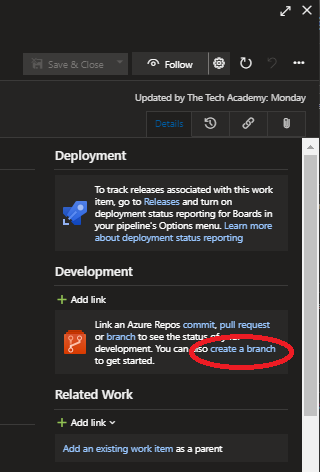 Save & Close
Follow
Updated by The Tech Academy: Monday
Details
Deployment
To track releases associated with this work
item, go to Releases and turn on
deployment status reporting for Boards in
your pipeline's Options menu. Learn more
about deployment status reporting
Development
+ Add link
Link an Azure Repos commit, pull request
or branch to see the status of your
development. You can also create a branch
to get started.
Related Work
+ Add link
Add an existing work item as a parent